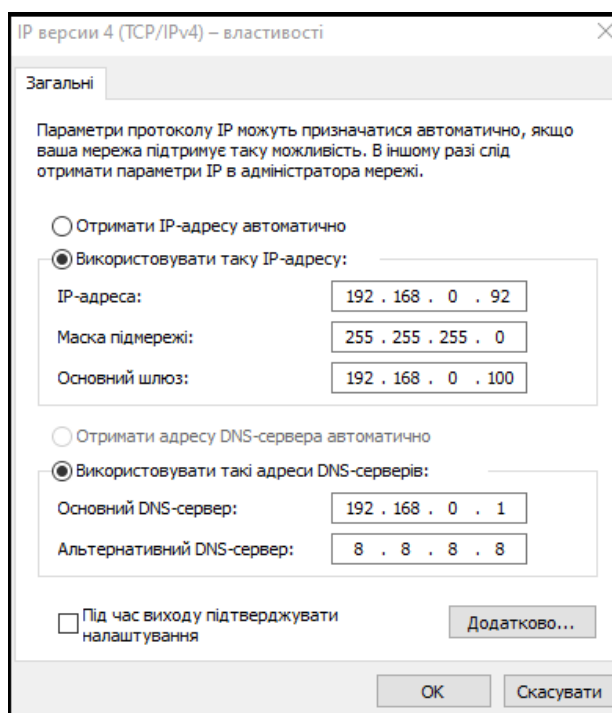 IP версии 4 (TCP/IPv4) – властивості
Загальні
Параметри протоколу IP можуть призначатися автоматично, якщо
ваша мережа підтримує таку можливість. В іншому разі слід
отримати параметри IP в адміністратора мережі.
Отримати IP-адресу автоматично
Використовувати таку IP-адресу:
IP-адреса: 192 . 168 . 0 . 92
Маска підмережі: 255 . 255 . 255 . 0
Основний шлюз: 192 . 168 . 0 . 100
Отримати адресу DNS-сервера автоматично
Використовувати такі адреси DNS-серверів:
Основний DNS-сервер: 192 . 168 . 0 . 1
Альтернативний DNS-сервер: 8 . 8 . 8 . 8
Під час виходу підтверджувати
налаштування
Додатково...
ОК
Скасувати